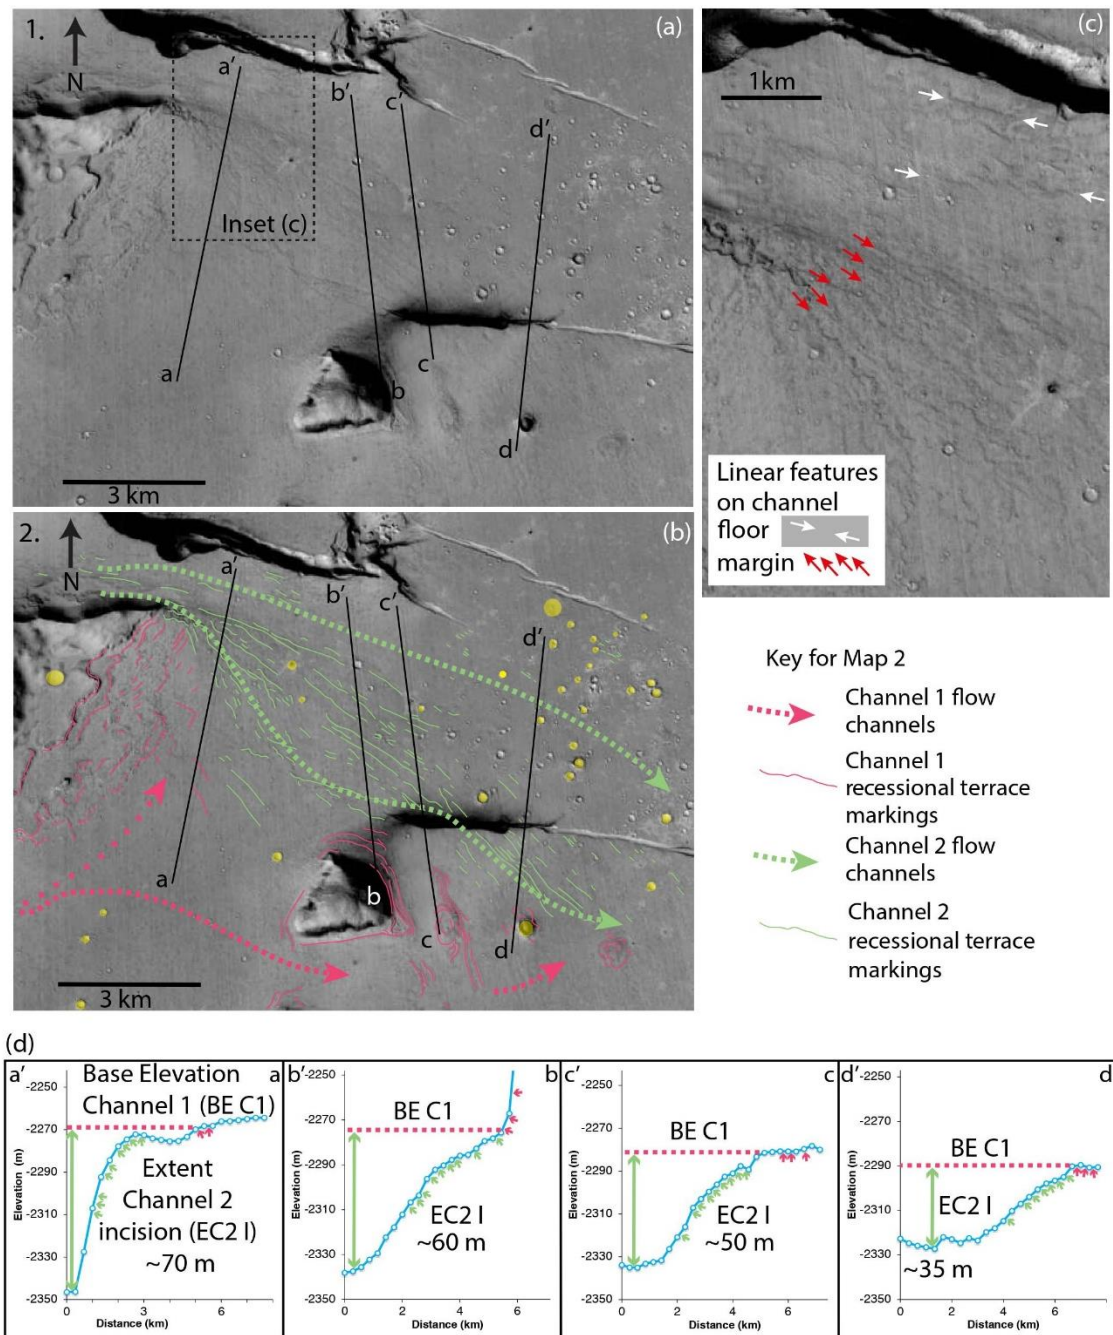 1.
(a)
N
a'
b'
c'
d'
Inset (c)
a
b
c
d
3 km
(c)
1km
Linear features
on channel
floor
margin
2.
(b)
N
a'
b'
c'
d'
a
b
c
d
3 km
Key for Map 2
Channel 1 flow
channels
Channel 1
recessional terrace
markings
Channel 2 flow
channels
Channel 2
recessional terrace
markings
(d)
a'
a
Base Elevation
Channel 1 (BE C1)
Extent
Channel 2
incision (EC2 I)
~70 m
Elevation (m)
-2250
-2270
-2290
-2310
-2330
-2350
0
3
6
Distance (km)
b'
b
BE C1
EC2 I
~60 m
Elevations (m)
-2250
-2270
-2290
-2310
-2330
-2350
0
2
4
6
Distance (km)
c'
c
BE C1
EC2 I
~50 m
Elevations (m)
-2250
-2270
-2290
-2310
-2330
-2350
0
2
4
6
Distance (km)
d'
d
BE C1
EC2 I
~35 m
Elevations (m)
-2250
-2270
-2290
-2310
-2330
-2350
0
2
4
6
Distance (km)